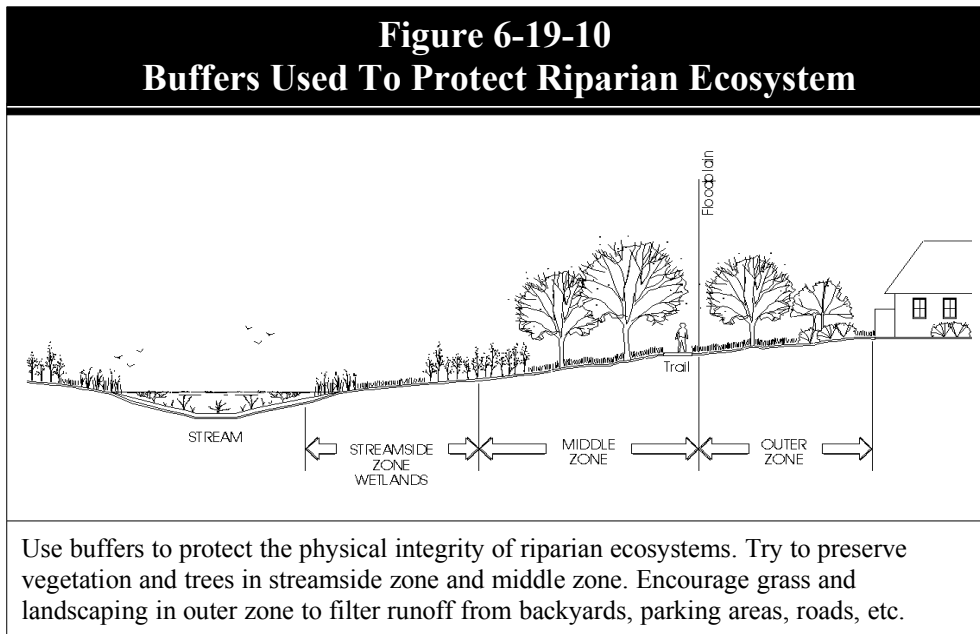 Figure 6-19-10
Buffers Used To Protect Riparian Ecosystem
Floodplain
Trail
STREAM
STREAMSIDE
ZONE
WETLANDS
MIDDLE
ZONE
OUTER
ZONE
Use buffers to protect the physical integrity of riparian ecosystems. Try to preserve
vegetation and trees in streamside zone and middle zone. Encourage grass and
landscaping in outer zone to filter runoff from backyards, parking areas, roads, etc.